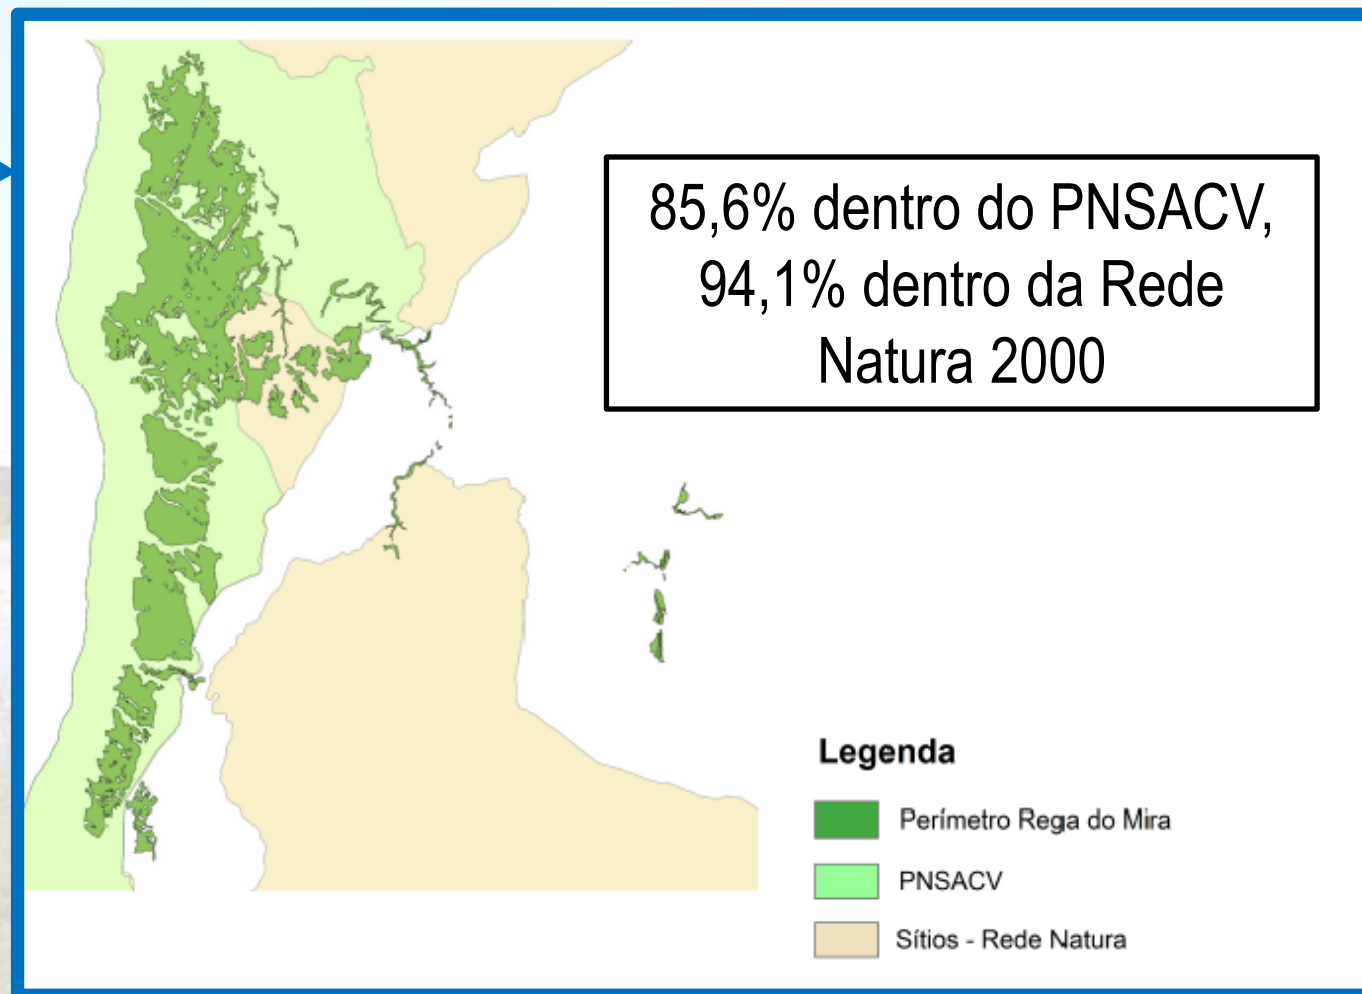 85,6% dentro do PNSACV,
94,1% dentro da Rede
Natura 2000
Legenda
Perímetro Rega do Mira
PNSACV
Sítios - Rede Natura